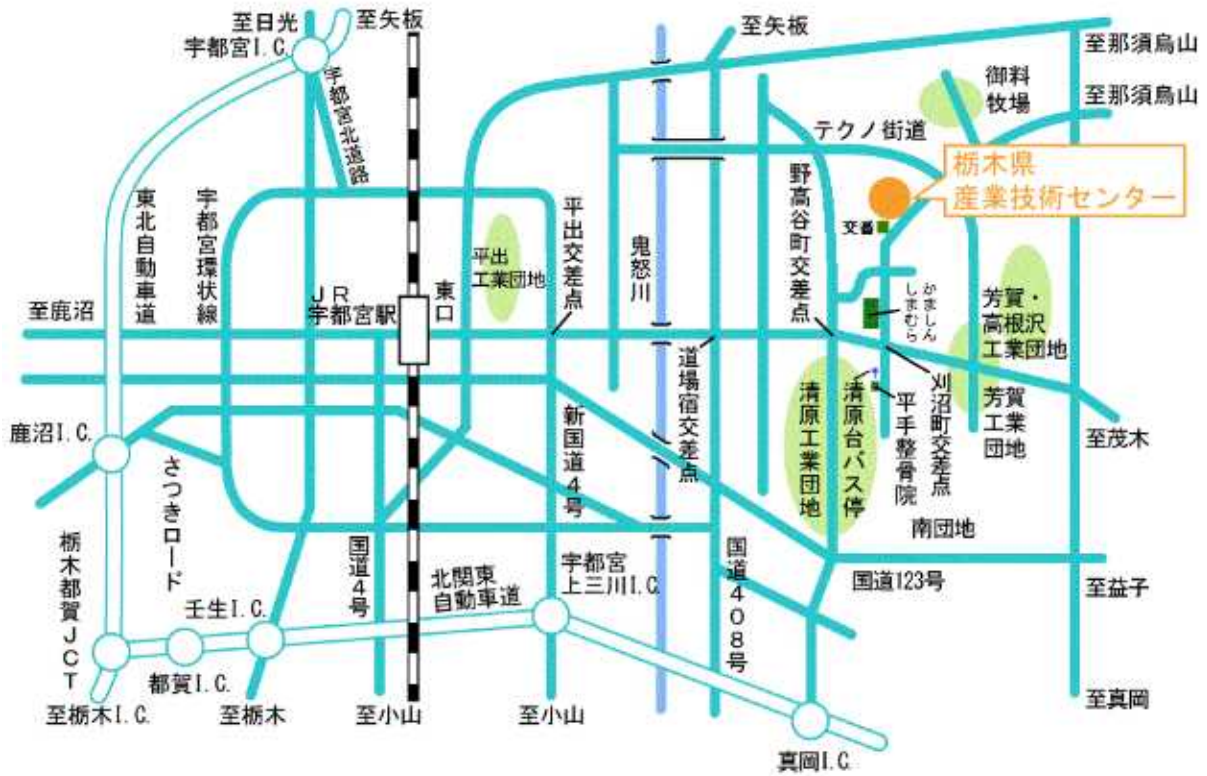 至日光
至矢板
宇都宮I.C.
至矢板
至那須烏山
御料
牧場
至那須烏山
宇都宮北道路
テクノ街道
栃木県
産業技術センター
東北自動車道
宇都宮環状線
平出交差点
鬼怒川
野高谷町交差点
交番
平出
工業団地
JR
宇都宮駅
東口
至鹿沼
かましん
しまむら
芳賀・
高根沢
工業団地
道場宿交差点
清原工業団地
清原台バス停
平手整骨院
刈沼町交差点
芳賀
工業
団地
至茂木
鹿沼I.C.
さつきロード
新国道4号
南団地
栃木都賀JCT
国道4号
北関東
自動車道
宇都宮
上三川I.C.
国道408号
国道123号
至益子
壬生I.C.
都賀I.C.
至栃木I.C.
至栃木
至小山
至小山
至真岡
真岡I.C.